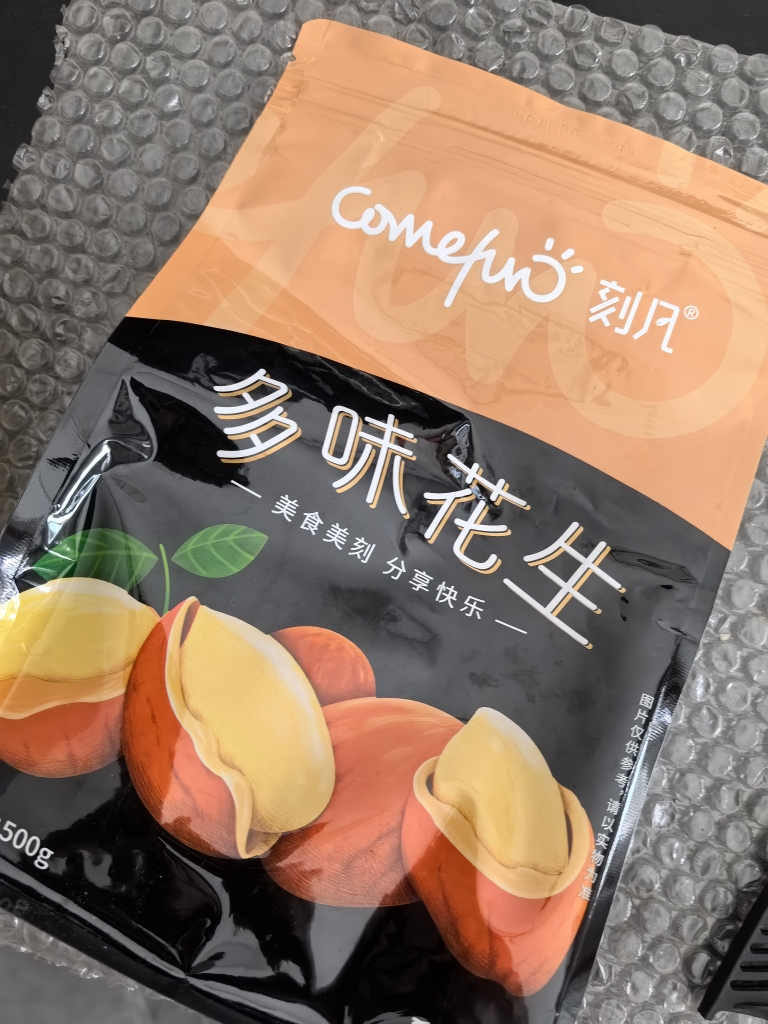 comefun 刻凡®
多味花生
— 美食美刻 分享快乐 —
图片仅供参考，请以实物为准
500g